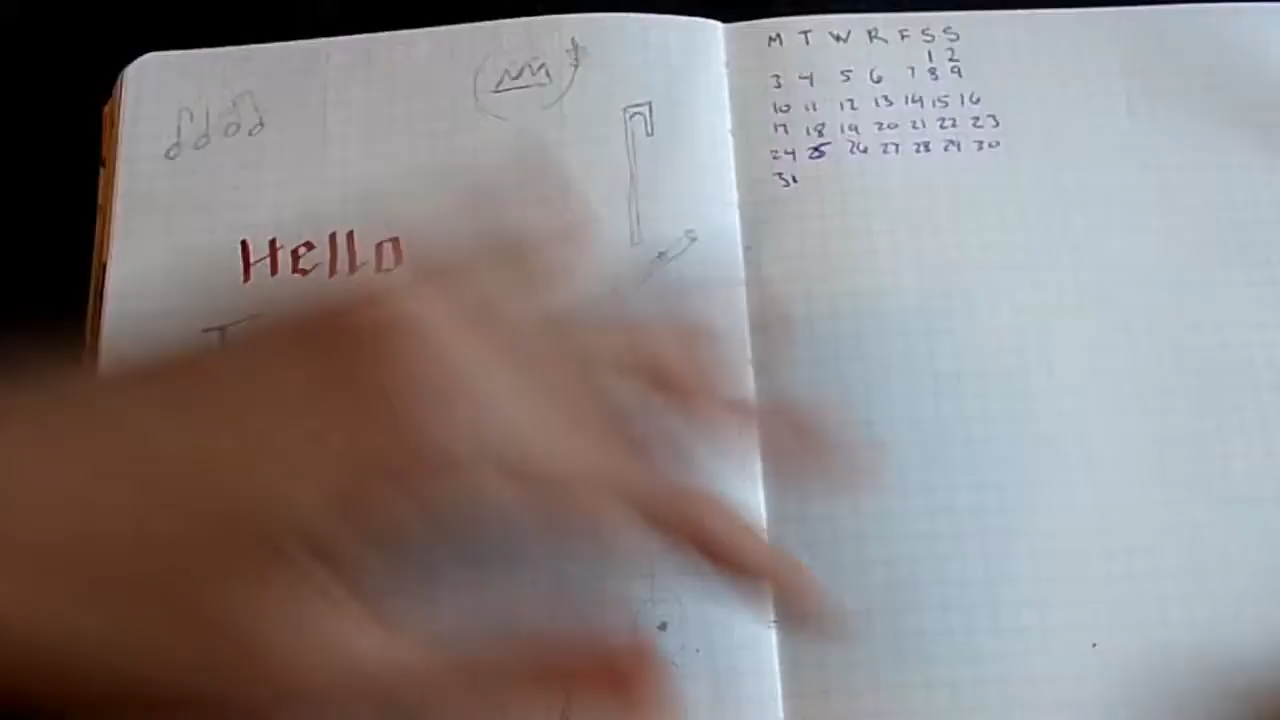 Hello
M T W R F S S
1 2
3 4 5 6 7 8 9
10 11 12 13 14 15 16
17 18 19 20 21 22 23
24 25 26 27 28 29 30
31